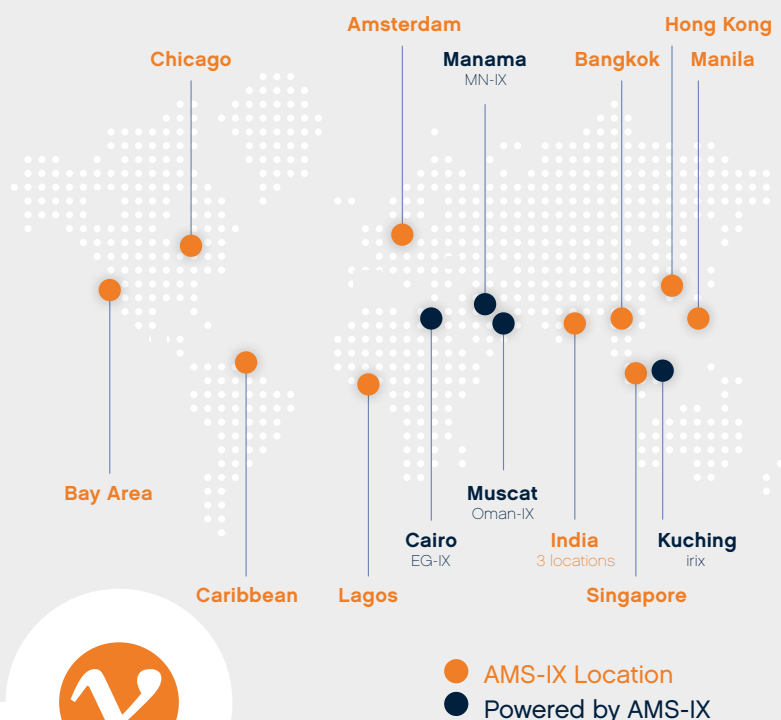 Amsterdam
Hong Kong
Chicago
Manama
MN-IX
Bangkok
Manila
Bay Area
Muscat
Oman-IX
Cairo
EG-IX
India
3 locations
Kuching
irix
Caribbean
Lagos
Singapore
AMS-IX Location
Powered by AMS-IX